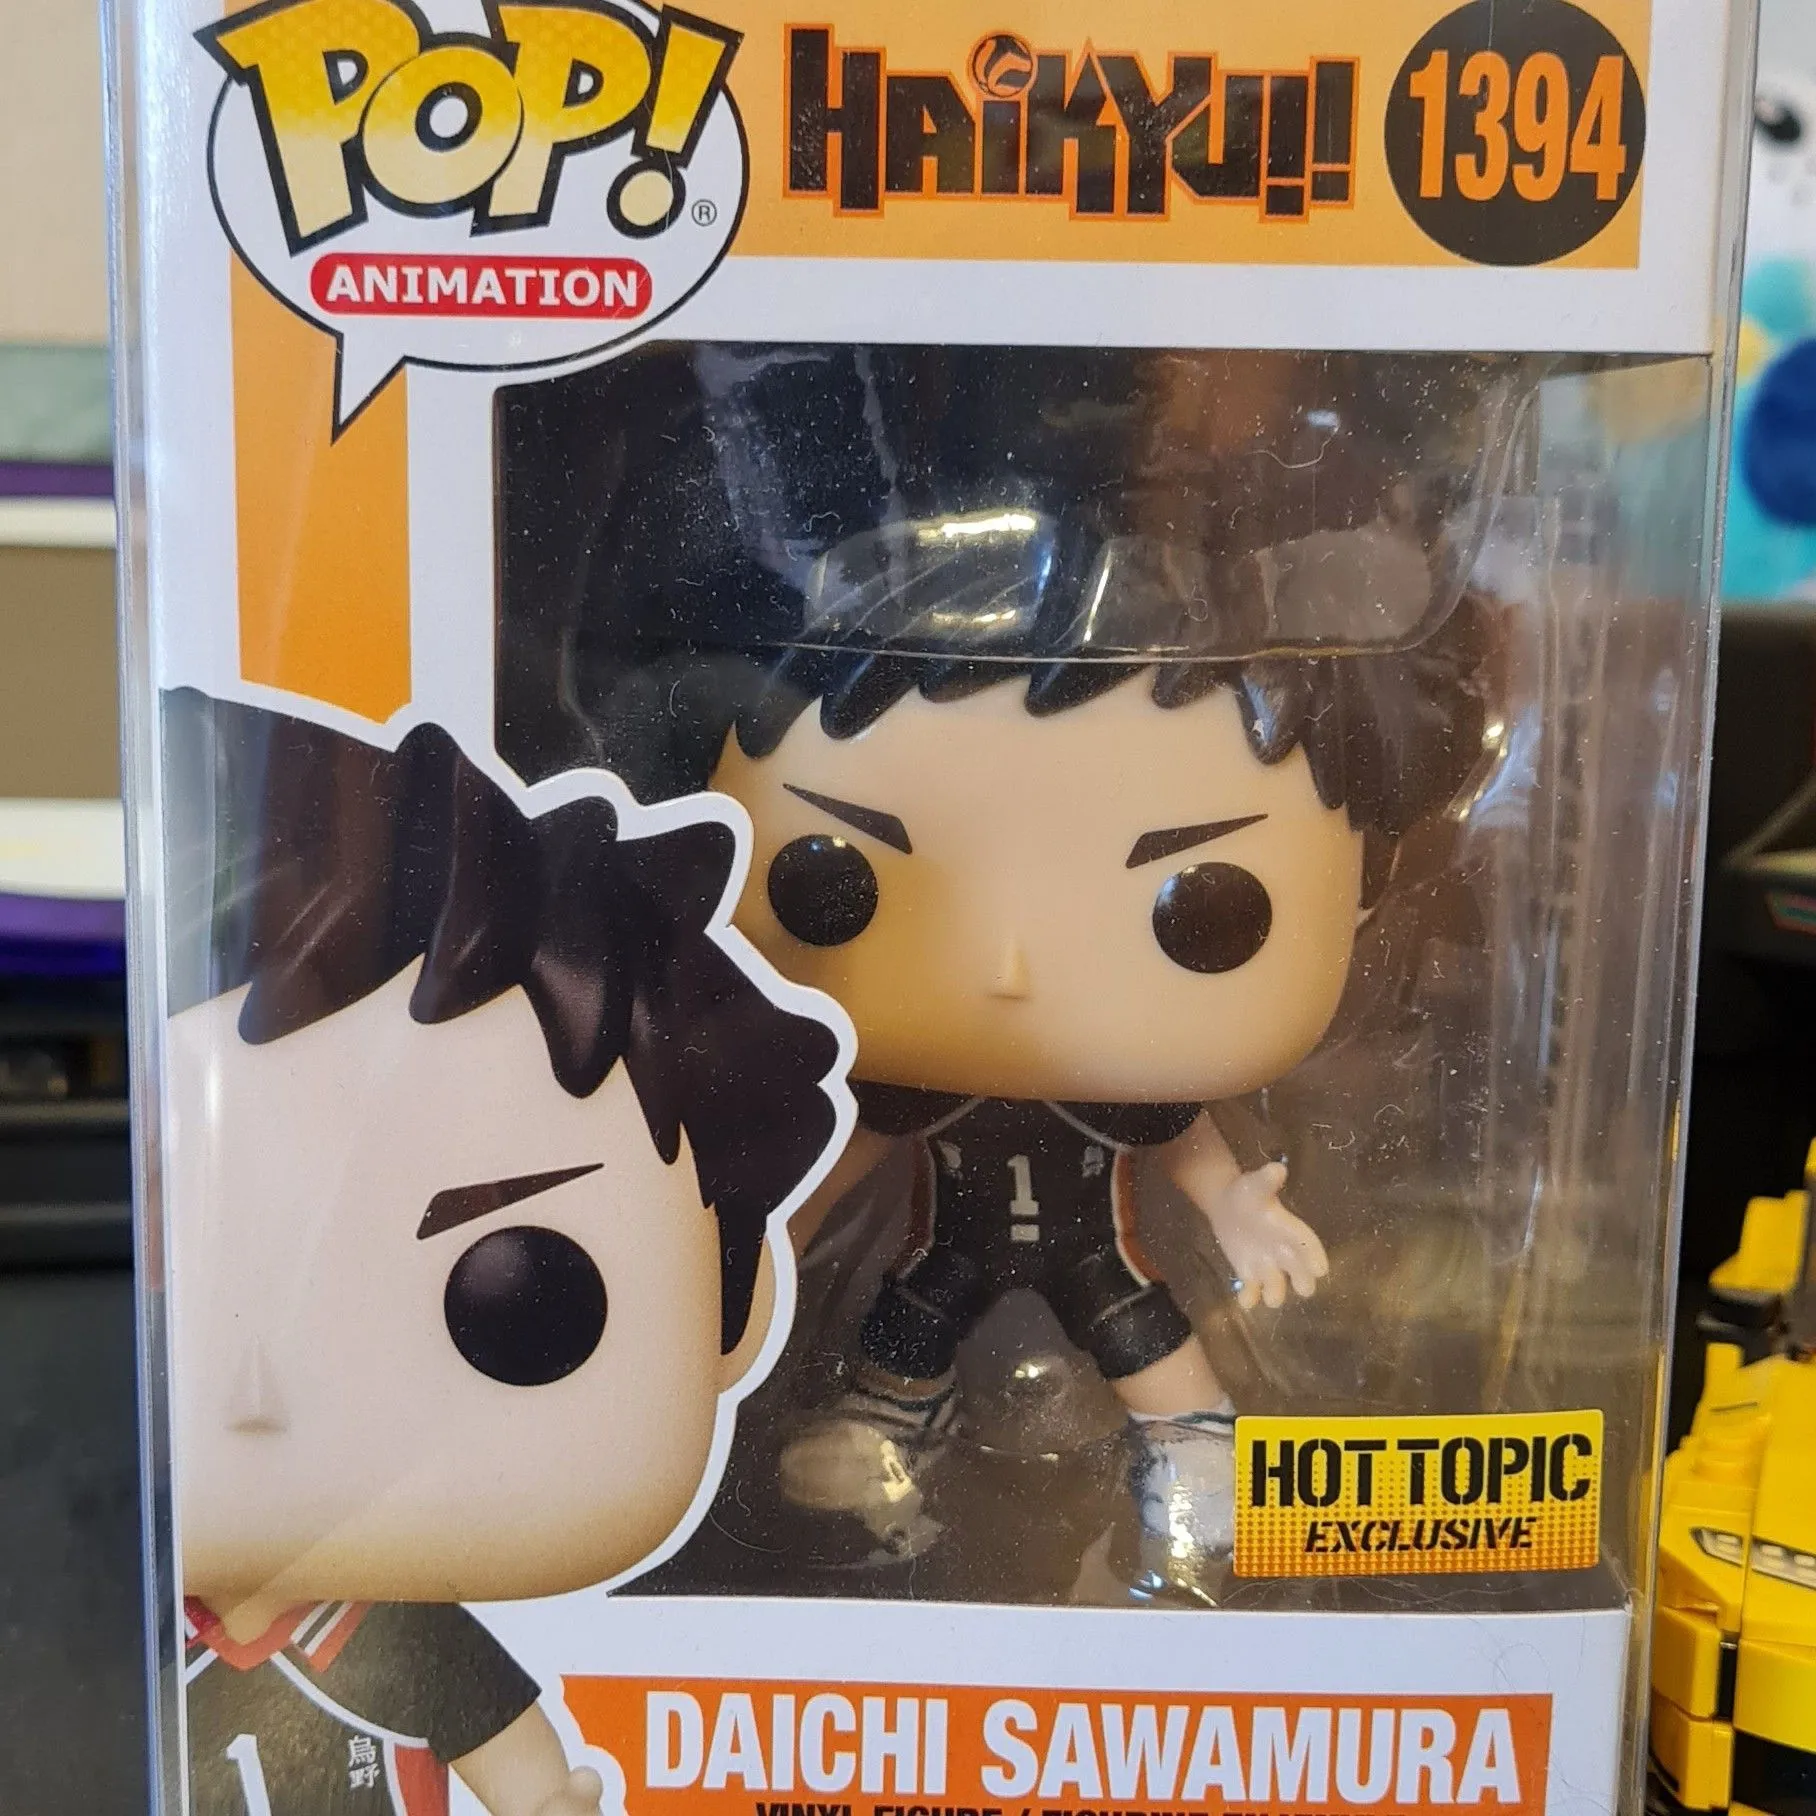 POP!®
ANIMATION
HAIKYU!!
1394
1
HOT TOPIC
EXCLUSIVE
DAICHI SAWAMURA
烏野
1